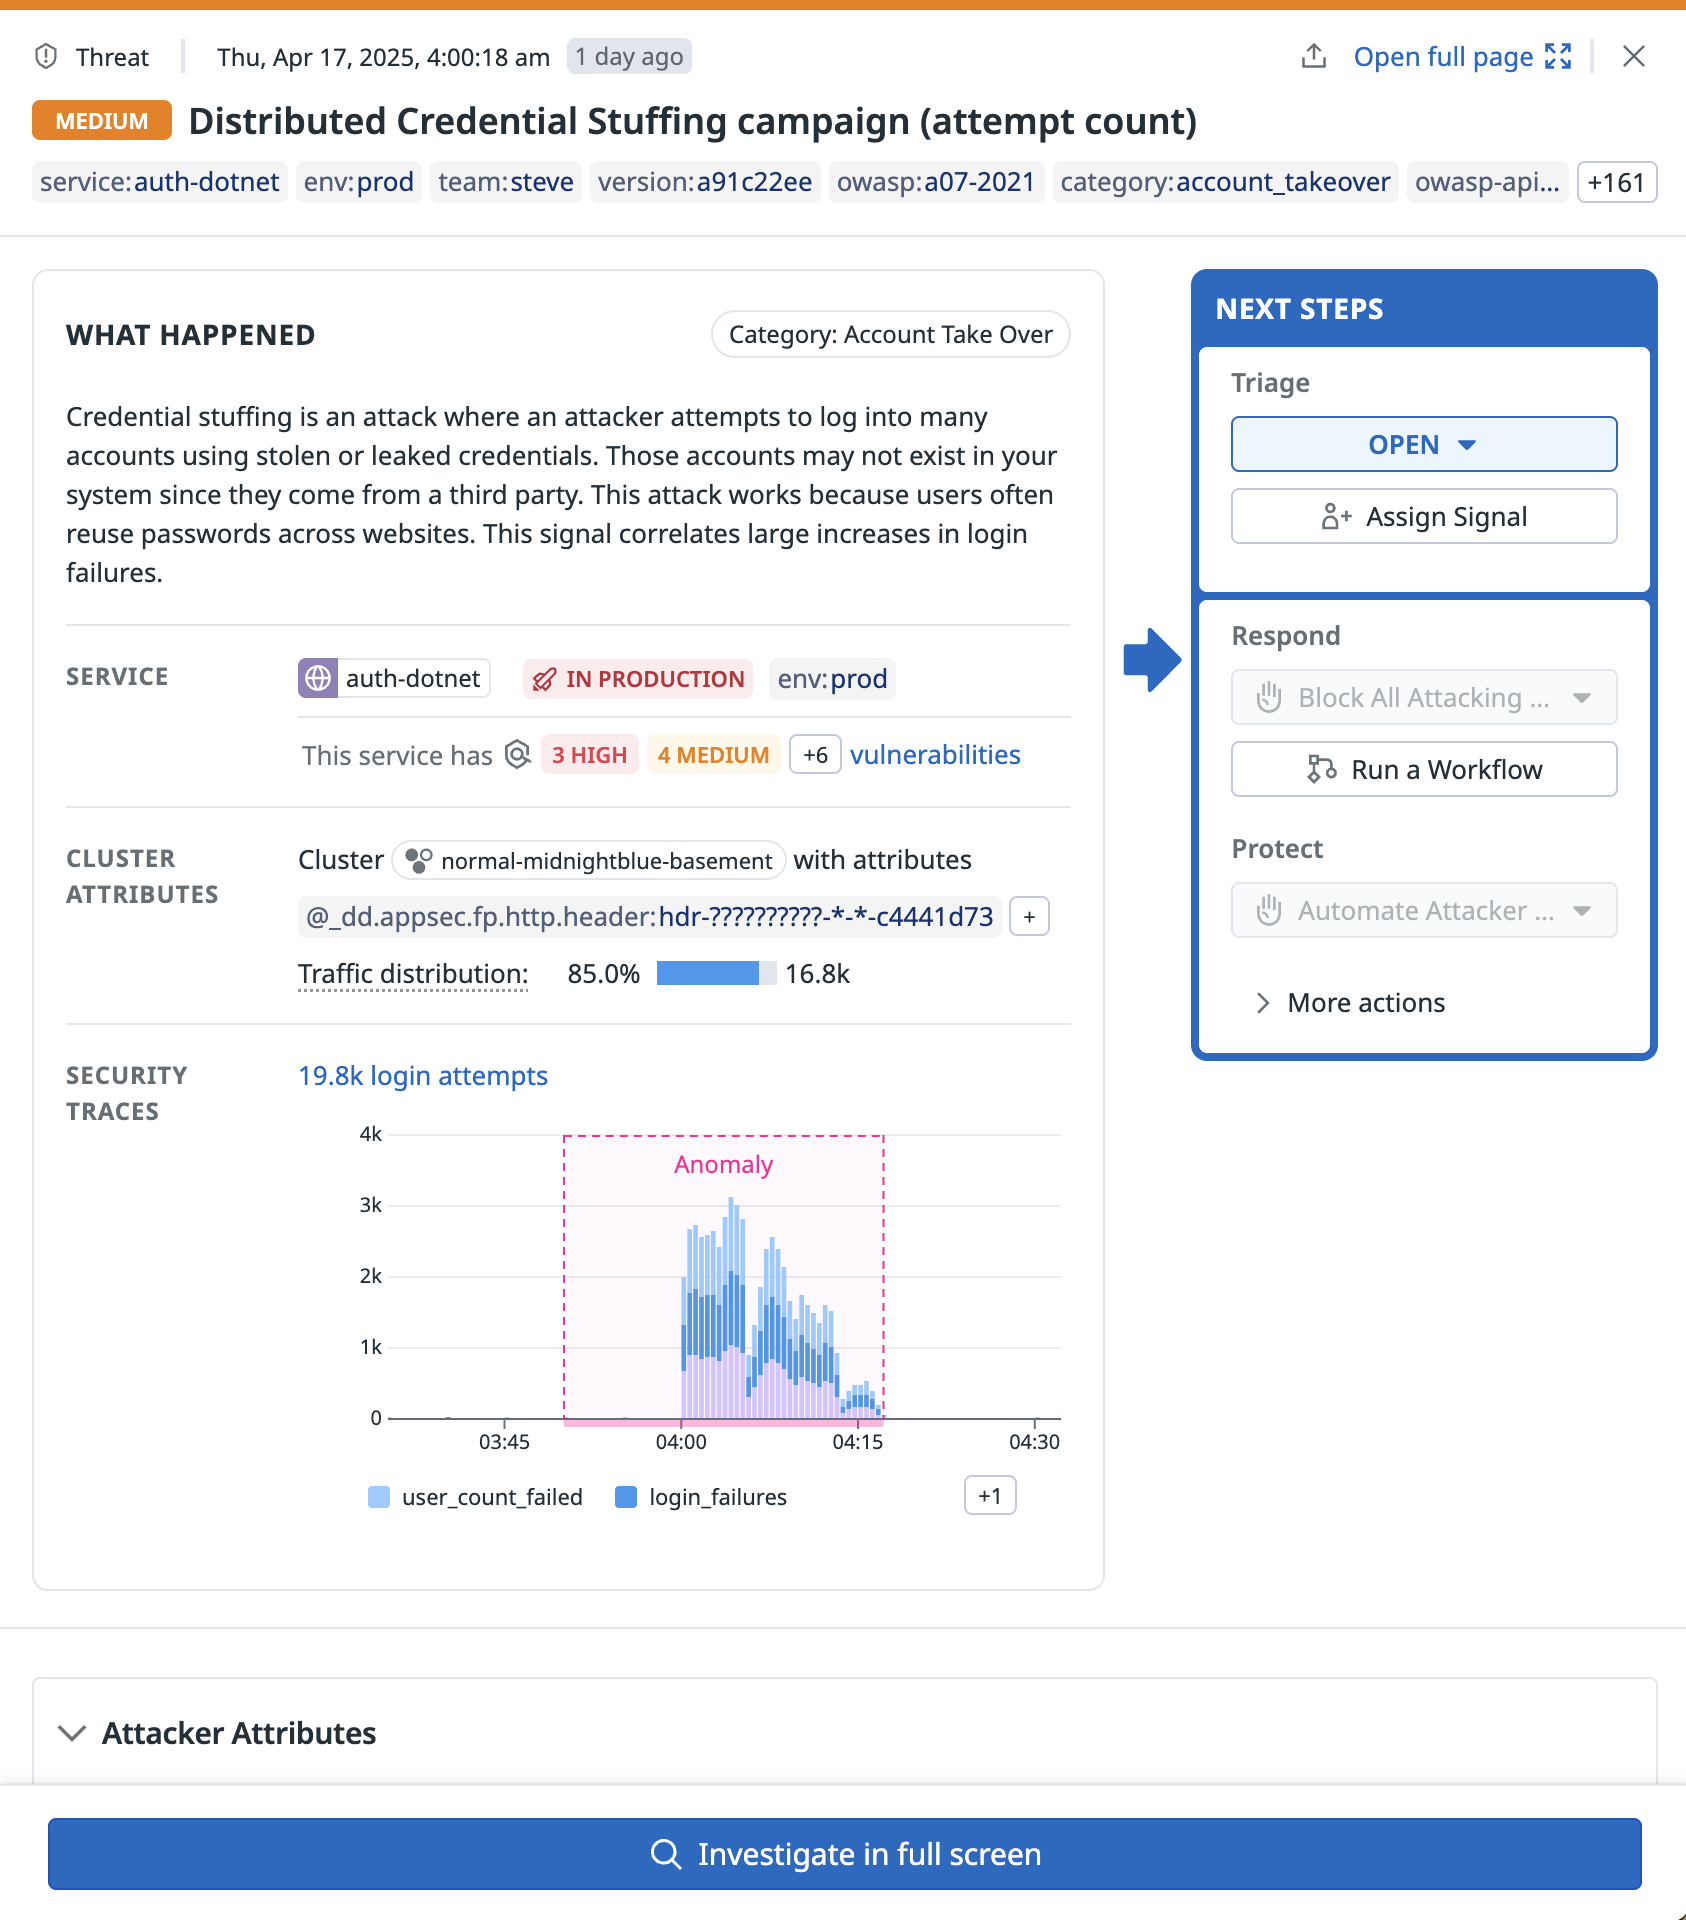 Threat
Thu, Apr 17, 2025, 4:00:18 am
1 day ago
Open full page
MEDIUM
Distributed Credential Stuffing campaign (attempt count)
service:auth-dotnet env:prod team:steve version:a91c22ee owasp:a07-2021 category:account_takeover owasp-api... +161
WHAT HAPPENED
Category: Account Take Over
Credential stuffing is an attack where an attacker attempts to log into many
accounts using stolen or leaked credentials. Those accounts may not exist in your
system since they come from a third party. This attack works because users often
reuse passwords across websites. This signal correlates large increases in login
failures.
SERVICE
auth-dotnet
IN PRODUCTION
env:prod
This service has 3 HIGH 4 MEDIUM +6 vulnerabilities
CLUSTER
ATTRIBUTES
Cluster normal-midnightblue-basement with attributes
@_dd.appsec.fp.http.header:hdr-??????????-*-*-c4441d73 +
Traffic distribution: 85.0% 16.8k
SECURITY
TRACES
19.8k login attempts
4k
Anomaly
3k
2k
1k
0
03:45 04:00 04:15 04:30
user_count_failed login_failures +1
NEXT STEPS
Triage
OPEN
Assign Signal
Respond
Block All Attacking ...
Run a Workflow
Protect
Automate Attacker ...
More actions
Attacker Attributes
Investigate in full screen